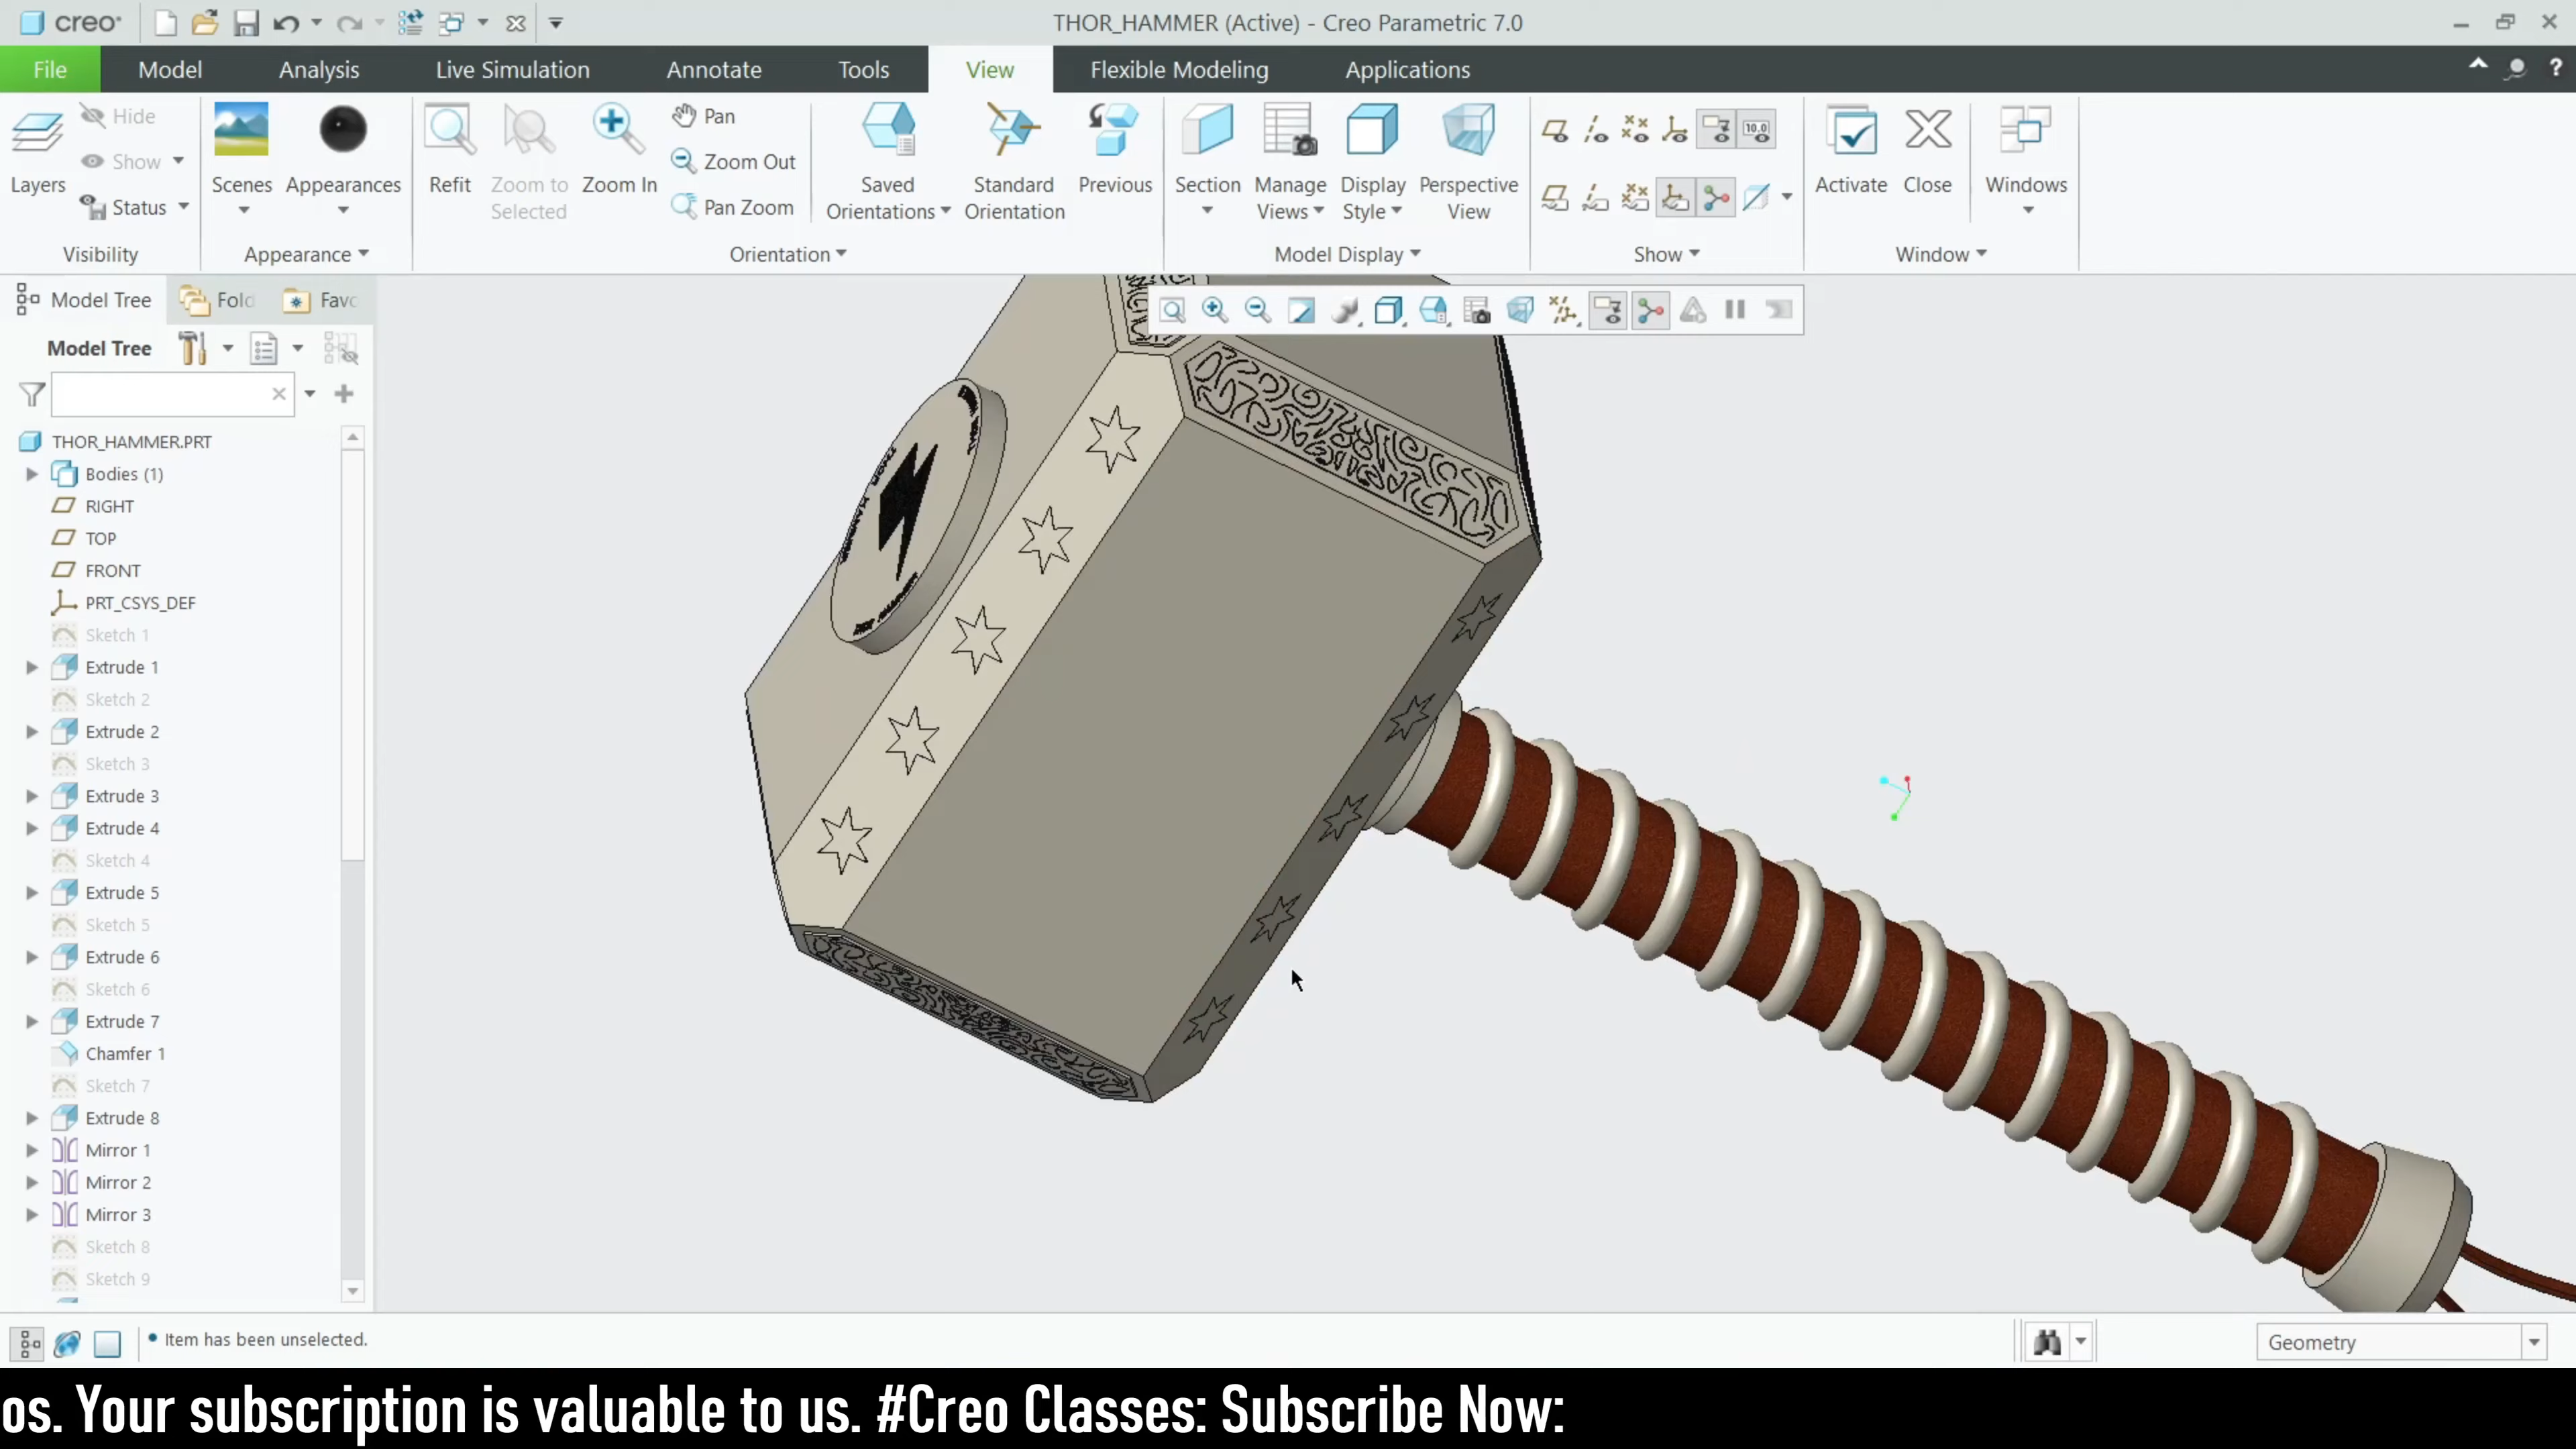 creo
THOR_HAMMER (Active) - Creo Parametric 7.0
File Model Analysis Live Simulation Annotate Tools View Flexible Modeling Applications
Layers
Hide
Show
Status
Visibility
Scenes
Appearances
Appearance
Refit
Zoom to Selected
Zoom In
Pan
Zoom Out
Pan Zoom
Saved Orientations
Standard Orientation
Previous
Orientation
Section
Manage Views
Display Style
Perspective View
Model Display
10.0
Show
Activate
Close
Windows
Window
Model Tree Fold Favo
Model Tree
THOR_HAMMER.PRT
Bodies (1)
RIGHT
TOP
FRONT
PRT_CSYS_DEF
Sketch 1
Extrude 1
Sketch 2
Extrude 2
Sketch 3
Extrude 3
Extrude 4
Sketch 4
Extrude 5
Sketch 5
Extrude 6
Sketch 6
Extrude 7
Chamfer 1
Sketch 7
Extrude 8
Mirror 1
Mirror 2
Mirror 3
Sketch 8
Sketch 9
Item has been unselected.
Geometry
os. Your subscription is valuable to us. #Creo Classes: Subscribe Now: